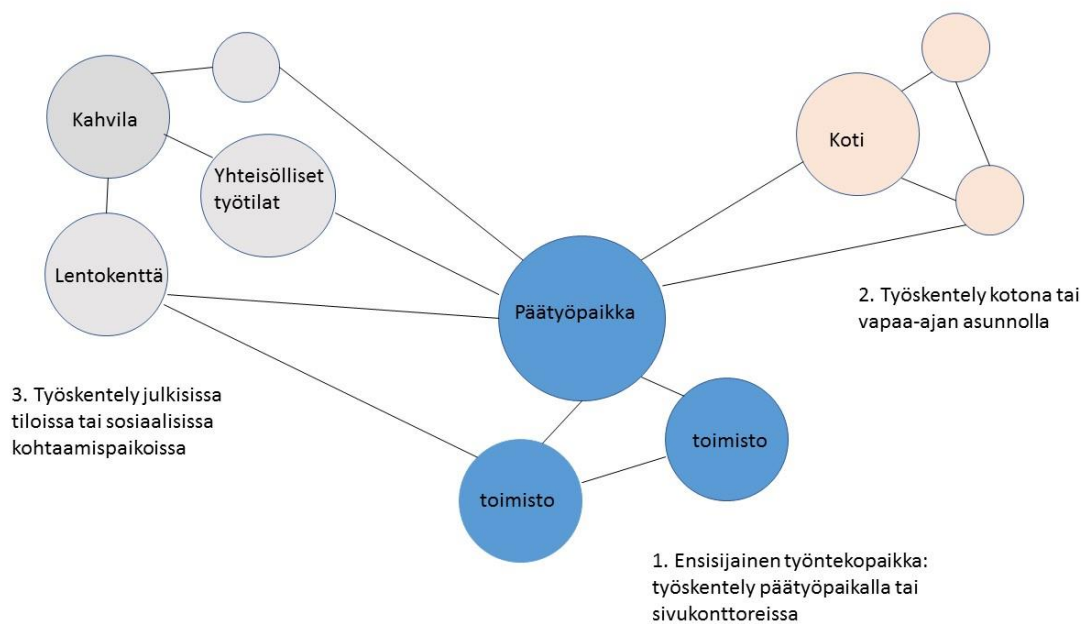 Kahvila
Koti
Yhteisölliset
työtilat
Lentokenttä
Päätyöpaikka
2. Työskentely kotona tai
vapaa-ajan asunnolla
3. Työskentely julkisissa
tiloissa tai sosiaalisissa
kohtaamispaikoissa
toimisto
toimisto
1. Ensisijainen työntekopaikka:
työskentely päätyöpaikalla tai
sivukonttoreissa